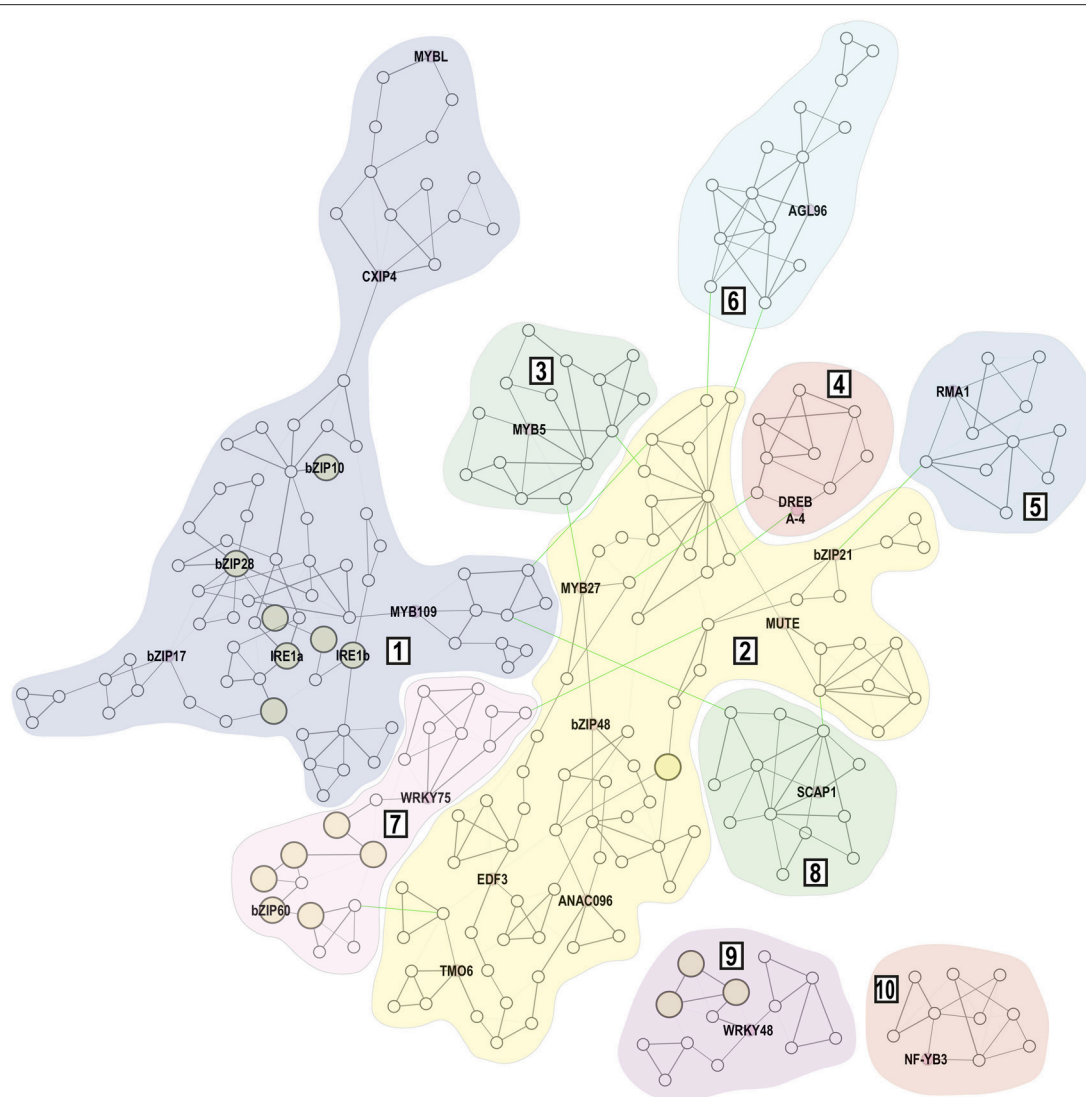 MYBL
AGL96
CXIP4
6
3
4
RMA1
MYB5
bZIP10
DREB
A-4
5
bZIP28
bZIP21
MYB27
MYB109
MUTE
1
2
bZIP17
IRE1a
IRE1b
bZIP48
SCAP1
WRKY75
7
8
EDF3
ANAC096
bZIP60
9
TMO6
10
WRKY48
NF-YB3